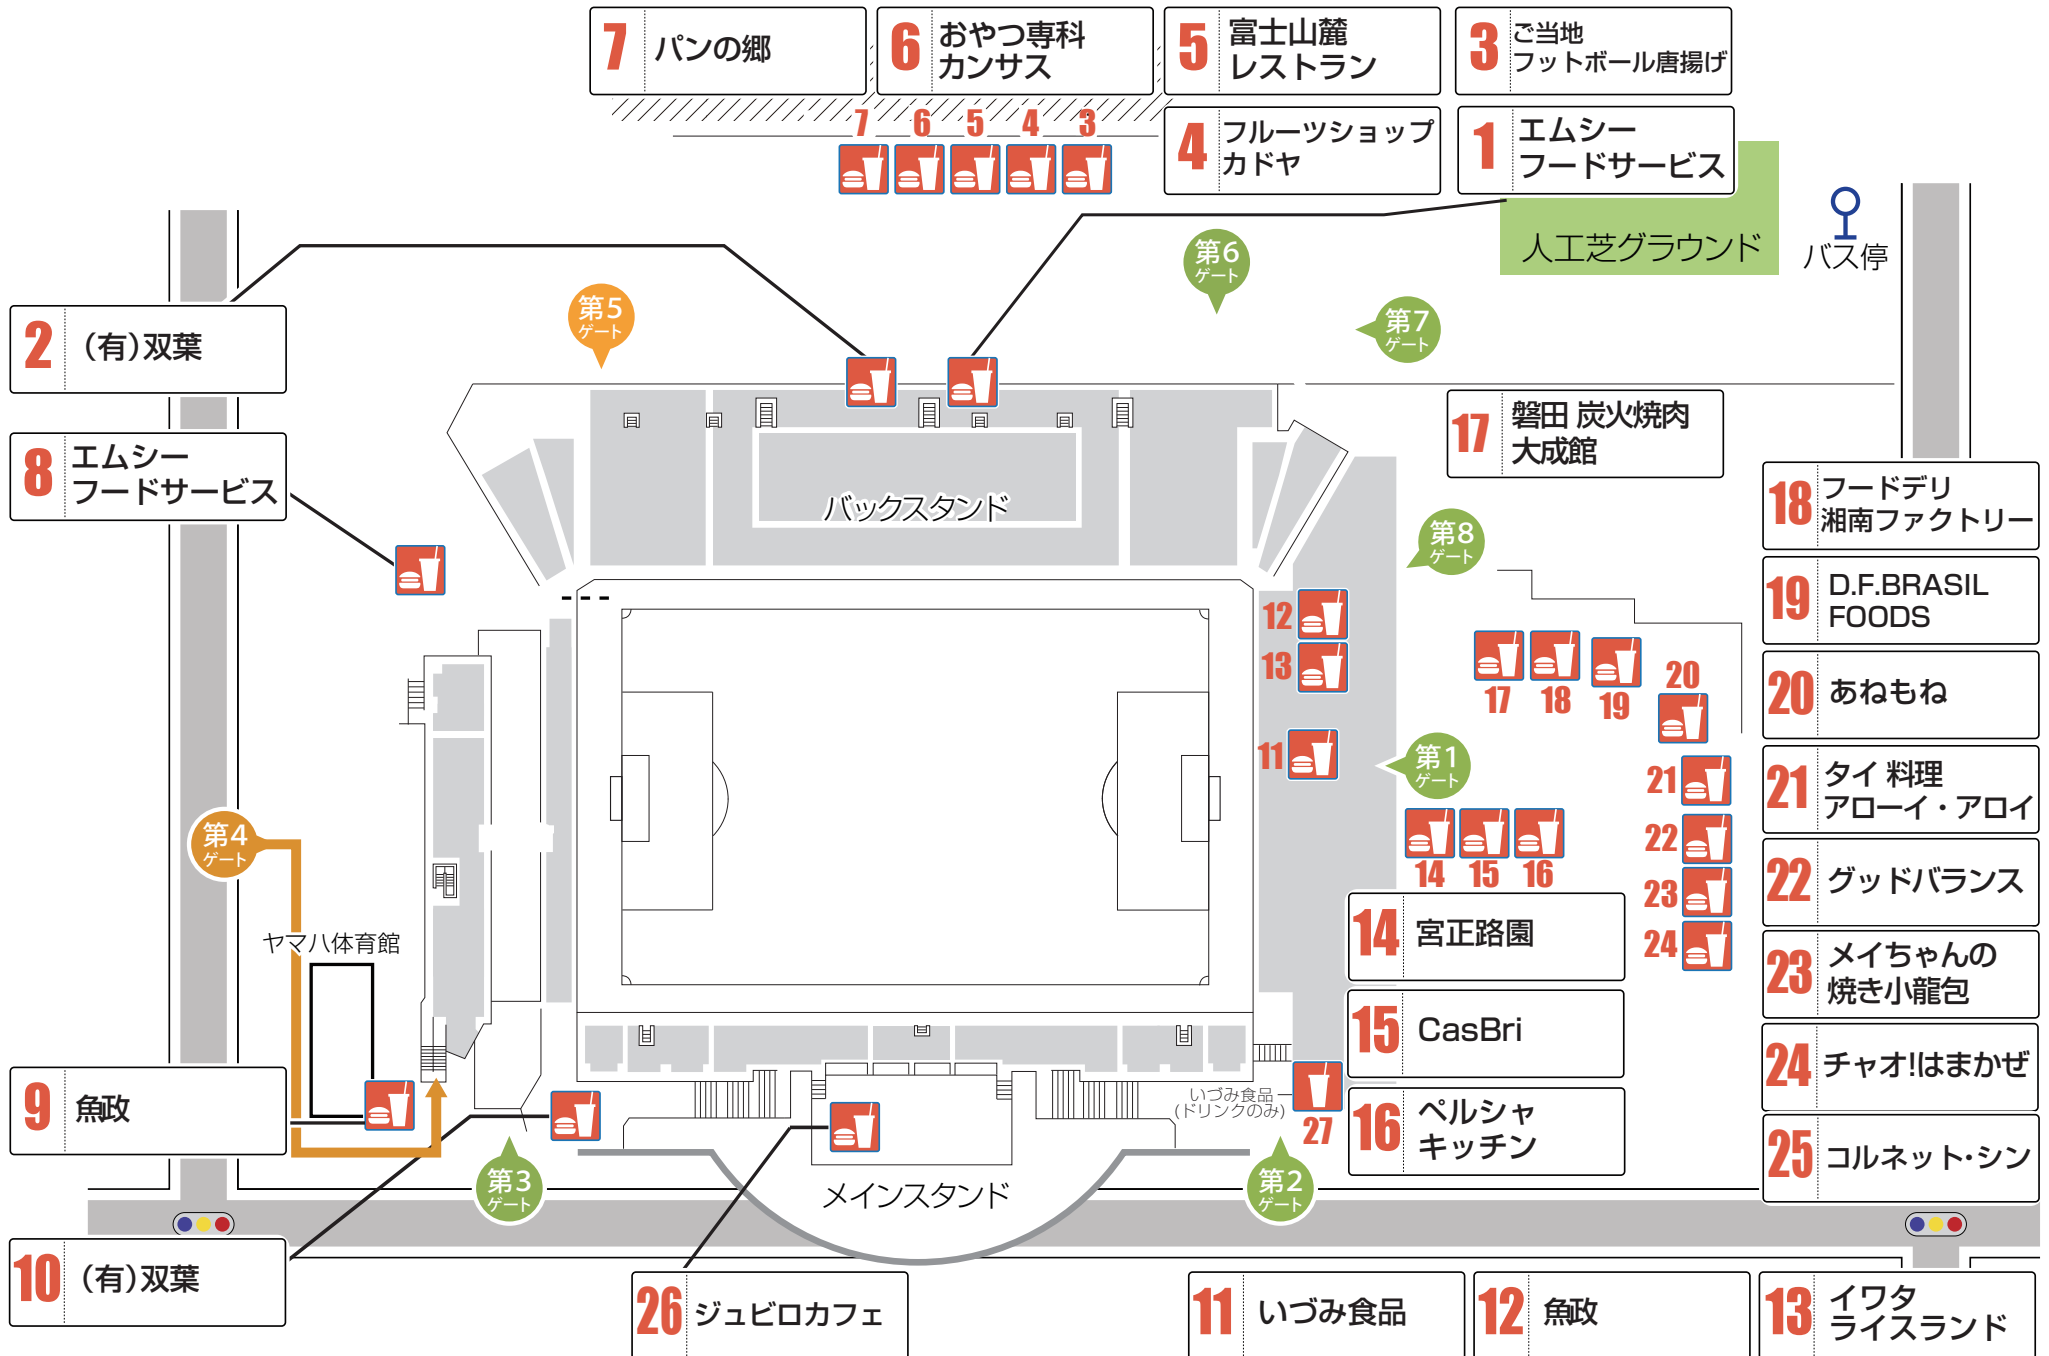 7 パンの郷
6 おやつ専科
カンサス
5 富士山麓
レストラン
3 ご当地
フットボール唐揚げ
4 フルーツショップ
カドヤ
1 エムシー
フードサービス
7 6 5 4 3
人工芝グラウンド
バス停
第6
ゲート
第5
ゲート
第7
ゲート
2 (有)双葉
8 エムシー
フードサービス
17 磐田 炭火焼肉
大成館
バックスタンド
第8
ゲート
18 フードデリ
湘南ファクトリー
19 D.F.BRASIL
FOODS
20 あねもね
21 タイ 料理
アローイ・アロイ
22 グッドバランス
23 メイちゃんの
焼き小龍包
24 チャオ!はまかぜ
25 コルネット・シン
12
13
11
17 18 19 20
21
22
23
24
第1
ゲート
14 15 16
14 宮正路園
15 CasBri
16 ペルシャ
キッチン
第4
ゲート
ヤマハ体育館
9 魚政
いづみ食品
(ドリンクのみ)
27
第3
ゲート
メインスタンド
第2
ゲート
10 (有)双葉
26 ジュビロカフェ
11 いづみ食品
12 魚政
13 イワタ
ライスランド